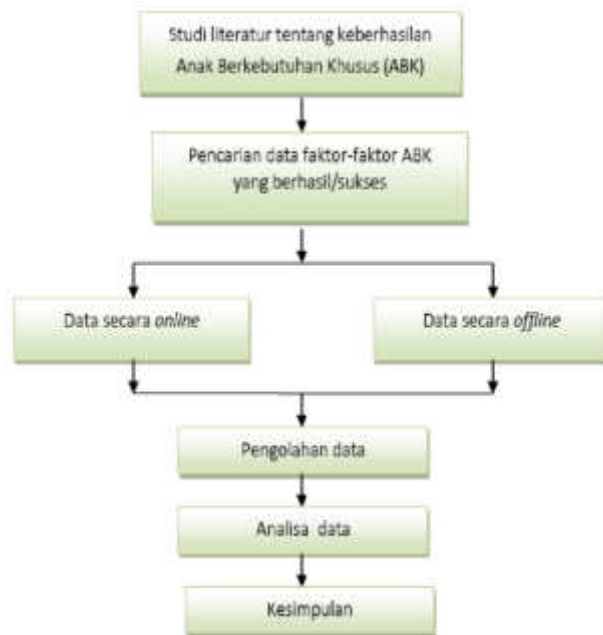 Studi literatur tentang keberhasilan
Anak Berkebutuhan Khusus (ABK)
Pencarian data faktor-faktor ABK
yang berhasil/sukses
Data secara online
Data secara offline
Pengolahan data
Analisa data
Kesimpulan